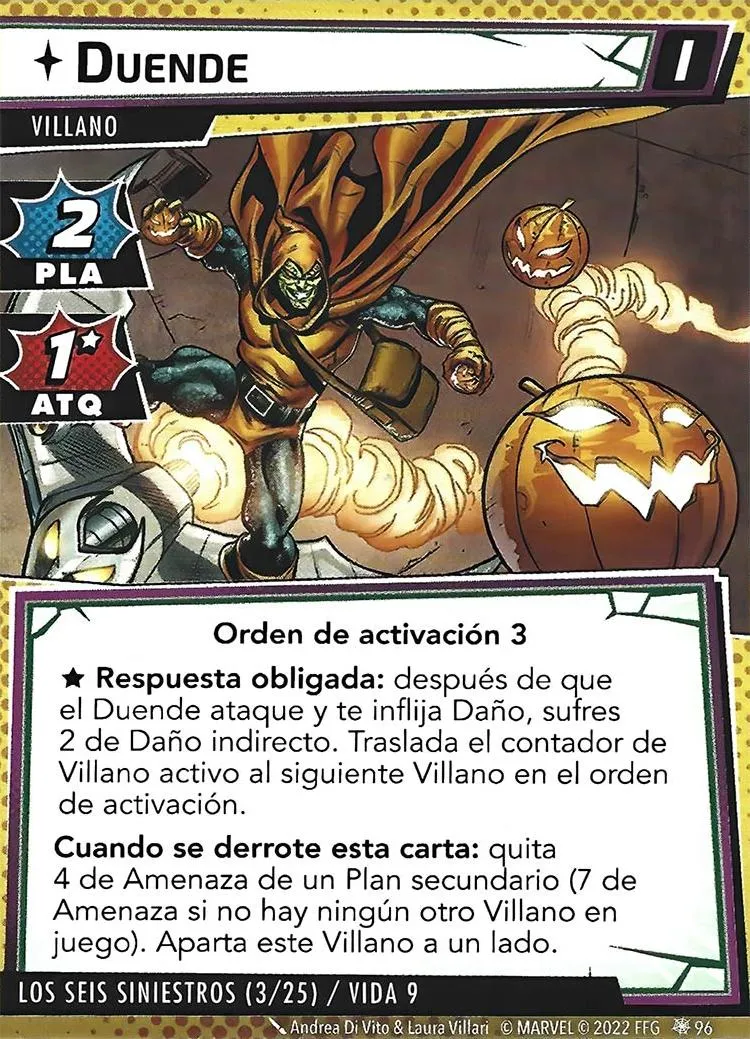 DUENDE
I
VILLANO
2
PLA
1★
ATQ
Orden de activación 3
★ Respuesta obligada: después de que
el Duende ataque y te inflija Daño, sufres
2 de Daño indirecto. Traslada el contador de
Villano activo al siguiente Villano en el orden
de activación.
Cuando se derrote esta carta: quita
4 de Amenaza de un Plan secundario (7 de
Amenaza si no hay ningún otro Villano en
juego). Aparta este Villano a un lado.
LOS SEIS SINIESTROS (3/25) / VIDA 9
Andrea Di Vito & Laura Villari © MARVEL © 2022 FFG 96